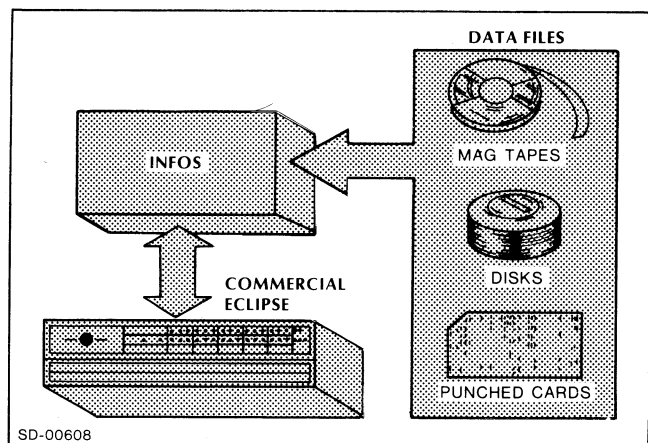 DATA FILES
MAG TAPES
INFOS
DISKS
COMMERCIAL
ECLIPSE
PUNCHED CARDS
SD-00608